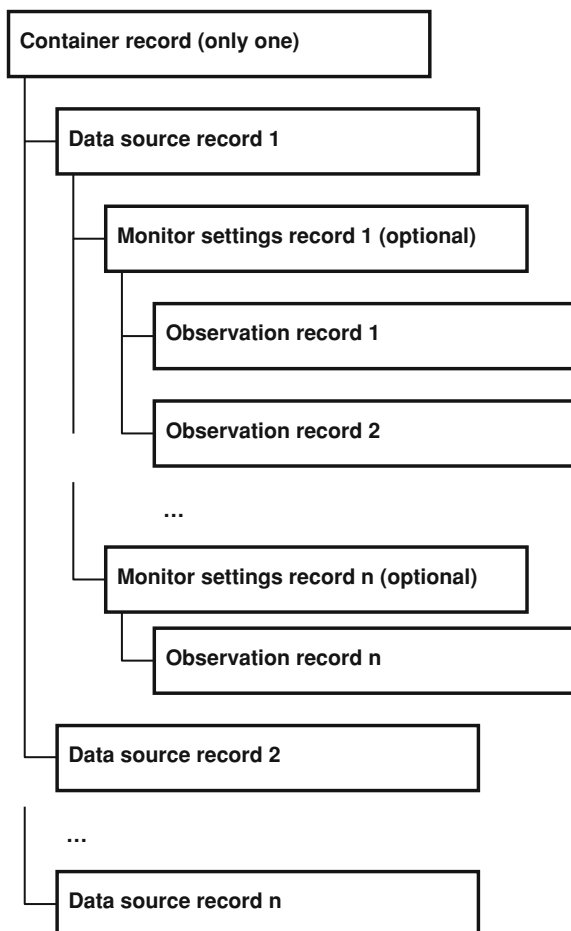 Container record (only one)
Data source record 1
Monitor settings record 1 (optional)
Observation record 1
Observation record 2
...
Monitor settings record n (optional)
Observation record n
Data source record 2
...
Data source record n